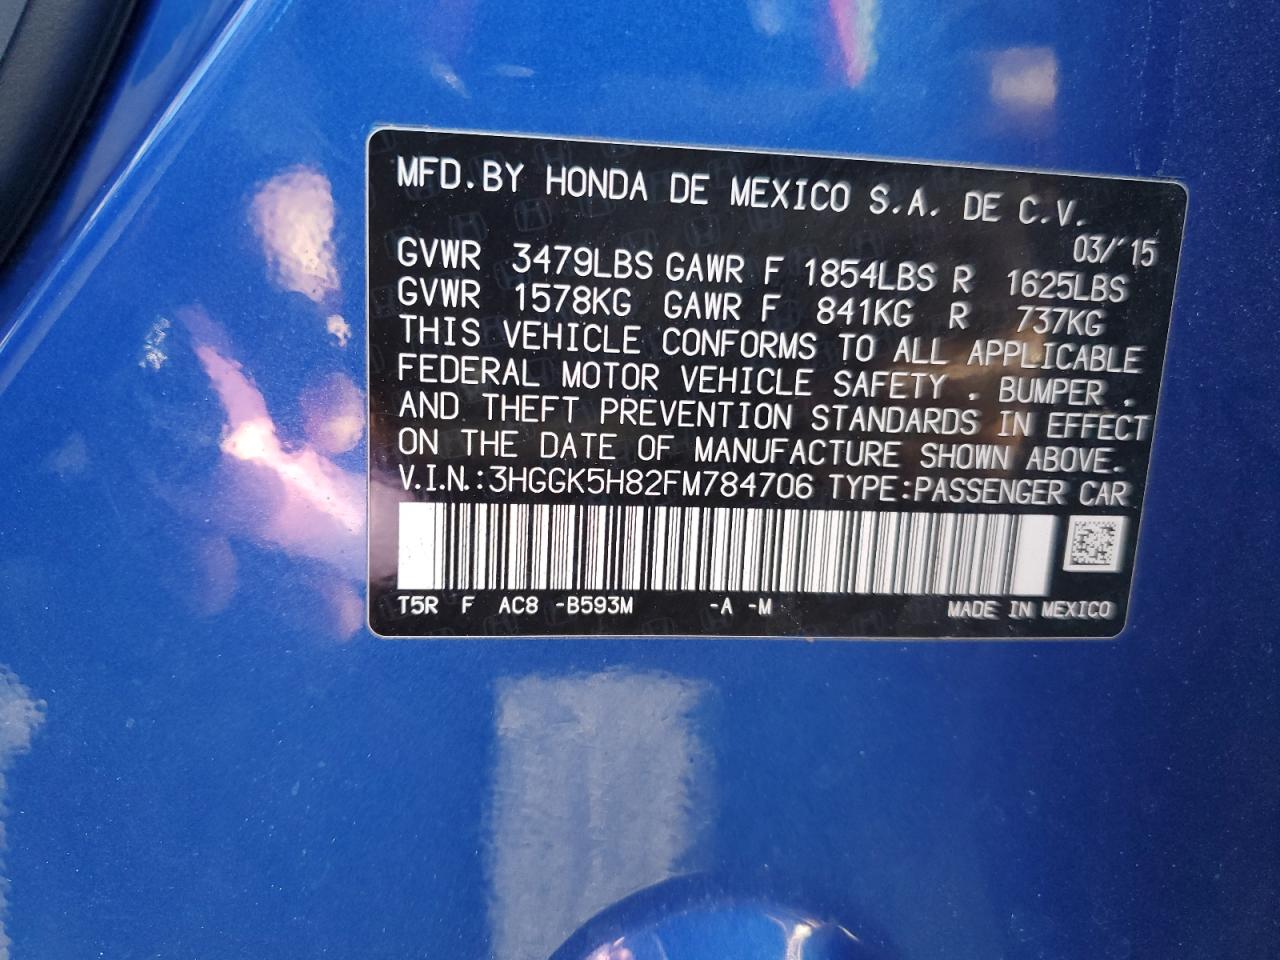 MFD.BY HONDA DE MEXICO S.A. DE C.V.
03/'15
GVWR 3479LBS GAWR F 1854LBS R 1625LBS
GVWR 1578KG GAWR F 841KG R 737KG
THIS VEHICLE CONFORMS TO ALL APPLICABLE
FEDERAL MOTOR VEHICLE SAFETY . BUMPER .
AND THEFT PREVENTION STANDARDS IN EFFECT
ON THE DATE OF MANUFACTURE SHOWN ABOVE.
V.I.N.:3HGGK5H82FM784706 TYPE:PASSENGER CAR
T5R F AC8 -B593M -A -M MADE IN MEXICO